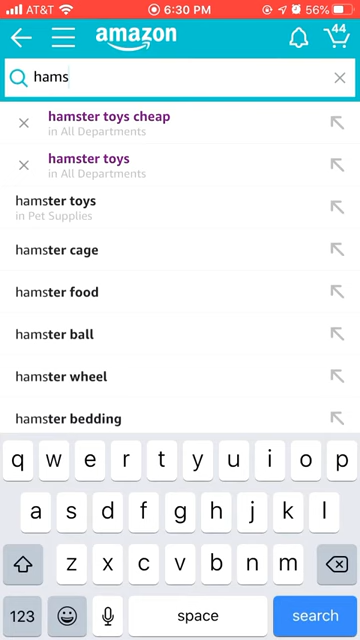 AT&T 6:30 PM 56%
amazon 44
hams
hamster toys cheap
in All Departments
hamster toys
in All Departments
hamster toys
in Pet Supplies
hamster cage
hamster food
hamster ball
hamster wheel
hamster bedding
q w e r t y u i o p
a s d f g h j k l
z x c v b n m
123 space search